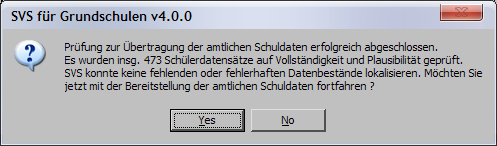 SVS für Grundschulen v4.0.0
Prüfung zur Übertragung der amtlichen Schuldaten erfolgreich abgeschlossen.
Es wurden insg. 473 Schülerdatensätze auf Vollständigkeit und Plausibilität geprüft.
SVS konnte keine fehlenden oder fehlerhaften Datenbestände lokalisieren. Möchten Sie
jetzt mit der Bereitstellung der amtlichen Schuldaten fortfahren ?
Yes No